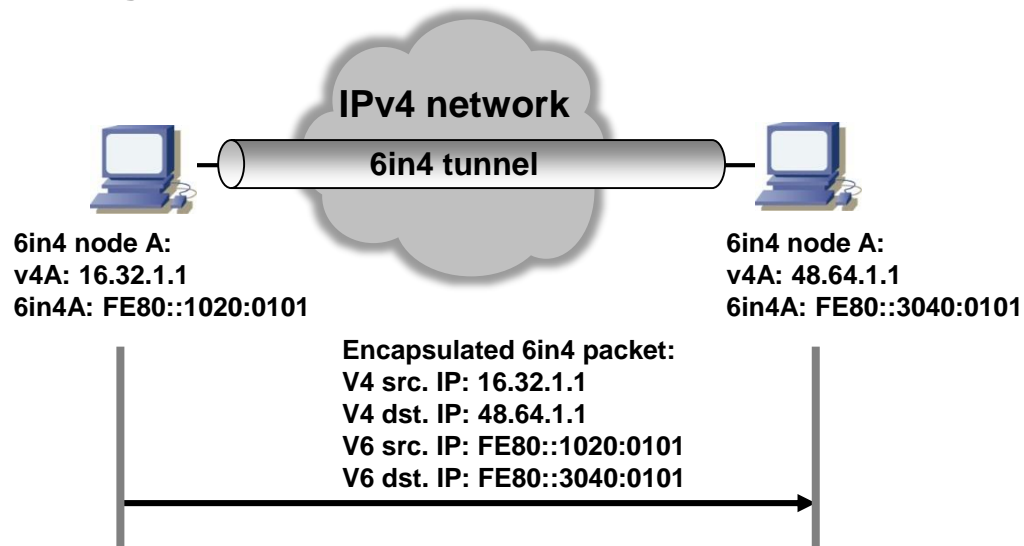 IPv4 network
6in4 tunnel
6in4 node A:
v4A: 16.32.1.1
6in4A: FE80::1020:0101
6in4 node A:
v4A: 48.64.1.1
6in4A: FE80::3040:0101
Encapsulated 6in4 packet:
V4 src. IP: 16.32.1.1
V4 dst. IP: 48.64.1.1
V6 src. IP: FE80::1020:0101
V6 dst. IP: FE80::3040:0101